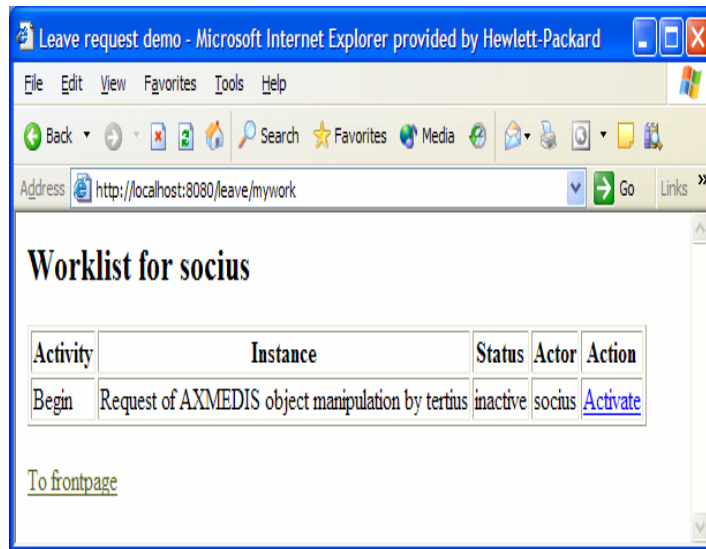 Leave request demo - Microsoft Internet Explorer provided by Hewlett-Packard
File Edit View Favorites Tools Help
Back Search Favorites Media
Address http://localhost:8080/leave/mywork Go Links »
Worklist for socius
Activity Instance Status Actor Action
Begin Request of AXMEDIS object manipulation by tertius inactive socius Activate
To frontpage